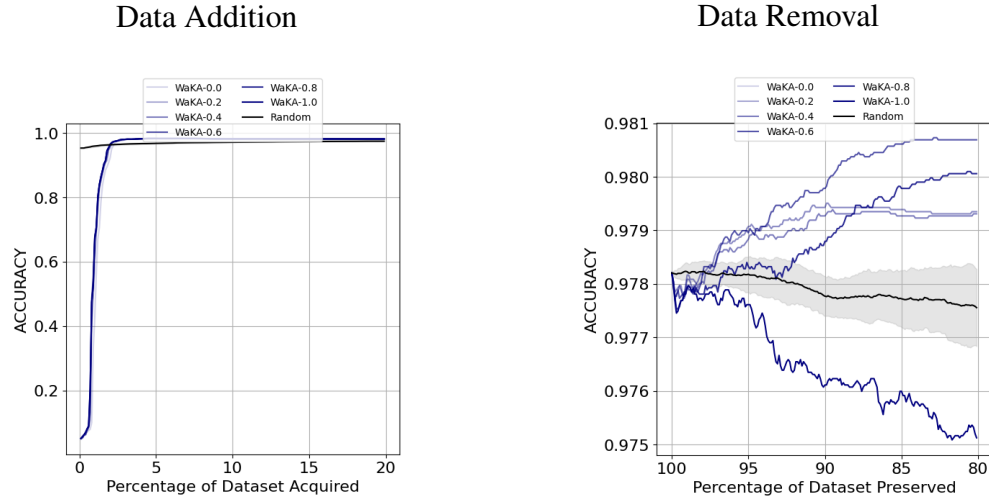 Data Addition
WaKA-0.0
WaKA-0.2
WaKA-0.4
WaKA-0.6
WaKA-0.8
WaKA-1.0
Random
1.0
0.8
0.6
0.4
0.2
ACCURACY
0
5
10
15
20
Percentage of Dataset Acquired
Data Removal
WaKA-0.0
WaKA-0.2
WaKA-0.4
WaKA-0.6
WaKA-0.8
WaKA-1.0
Random
0.981
0.980
0.979
0.978
0.977
0.976
0.975
ACCURACY
100
95
90
85
80
Percentage of Dataset Preserved